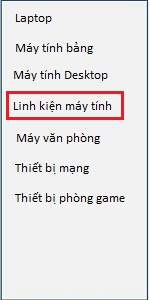 Laptop
Máy tính bảng
Máy tính Desktop
Linh kiện máy tính
Máy văn phòng
Thiết bị mạng
Thiết bị phòng game